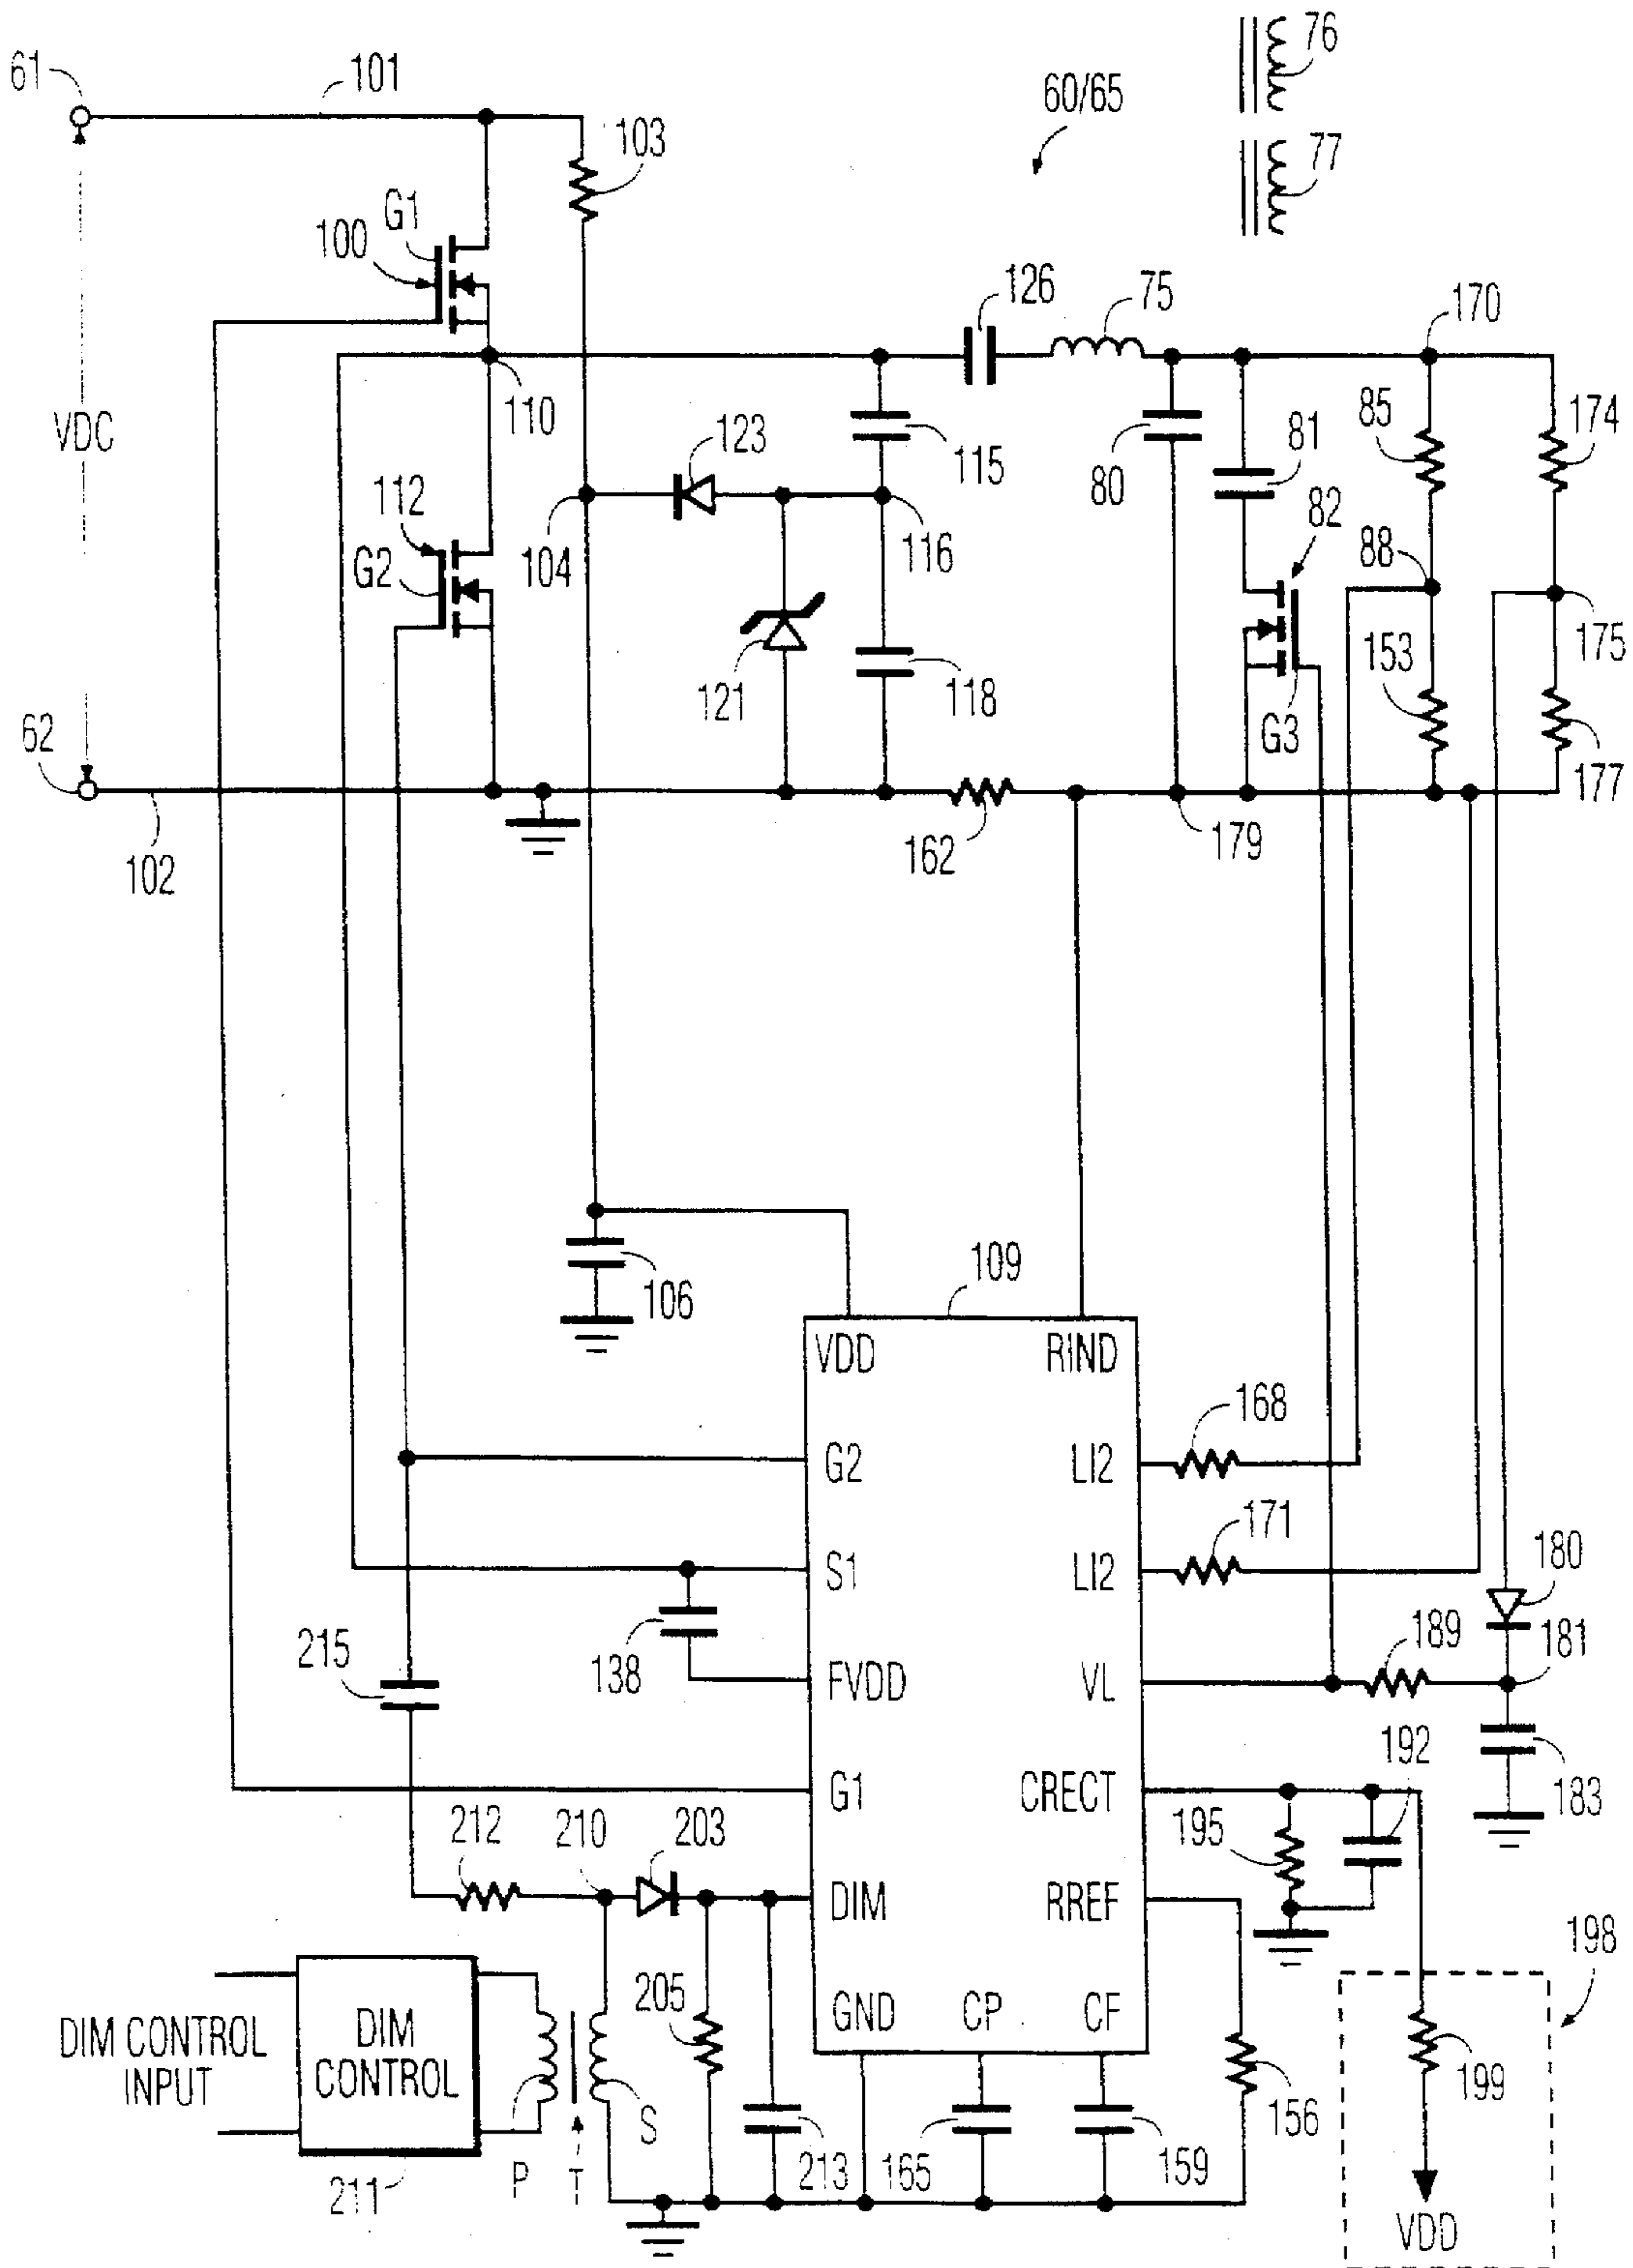 76
61
101
60/65
103
77
G1
100
126
75
170
VDC
110
123
115
80
81
85
174
112
G2
104
116
82
88
175
121
118
G3
153
177
62
102
162
179
106
109
VDD
RIND
168
G2
LI2
171
S1
LI2
180
189
181
215
138
FVDD
VL
192
183
G1
CRECT
212
210
203
195
DIM
RREF
198
205
GND
CP
CF
DIM CONTROL
INPUT
DIM
CONTROL
199
156
S
P
T
211
213
165
159
VDD